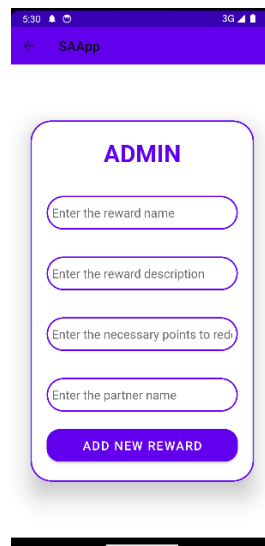 5:30 3G
SAApp
ADMIN
Enter the reward name
Enter the reward description
Enter the necessary points to red
Enter the partner name
ADD NEW REWARD